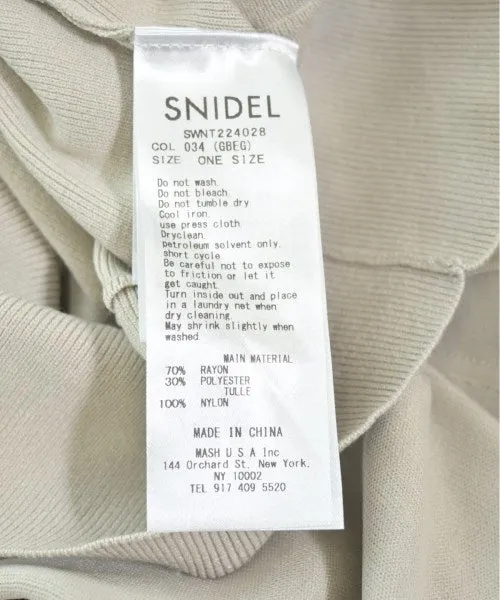 SNIDEL
SWNT224028
COL 034 (GBEG)
SIZE ONE SIZE
Do not wash.
Do not bleach.
Do not tumble dry.
Cool iron.
use press cloth.
Dryclean.
petroleum solvent only.
short cycle.
Be careful not to expose
to friction or let it
get caught.
Turn inside out and place
in a laundry net when
dry cleaning.
May shrink slightly when
washed.
MAIN MATERIAL
70% RAYON
30% POLYESTER
TULLE
100% NYLON
MADE IN CHINA
MASH U S A Inc
144 Orchard St. New York.
NY 10002
TEL 917 409 5520